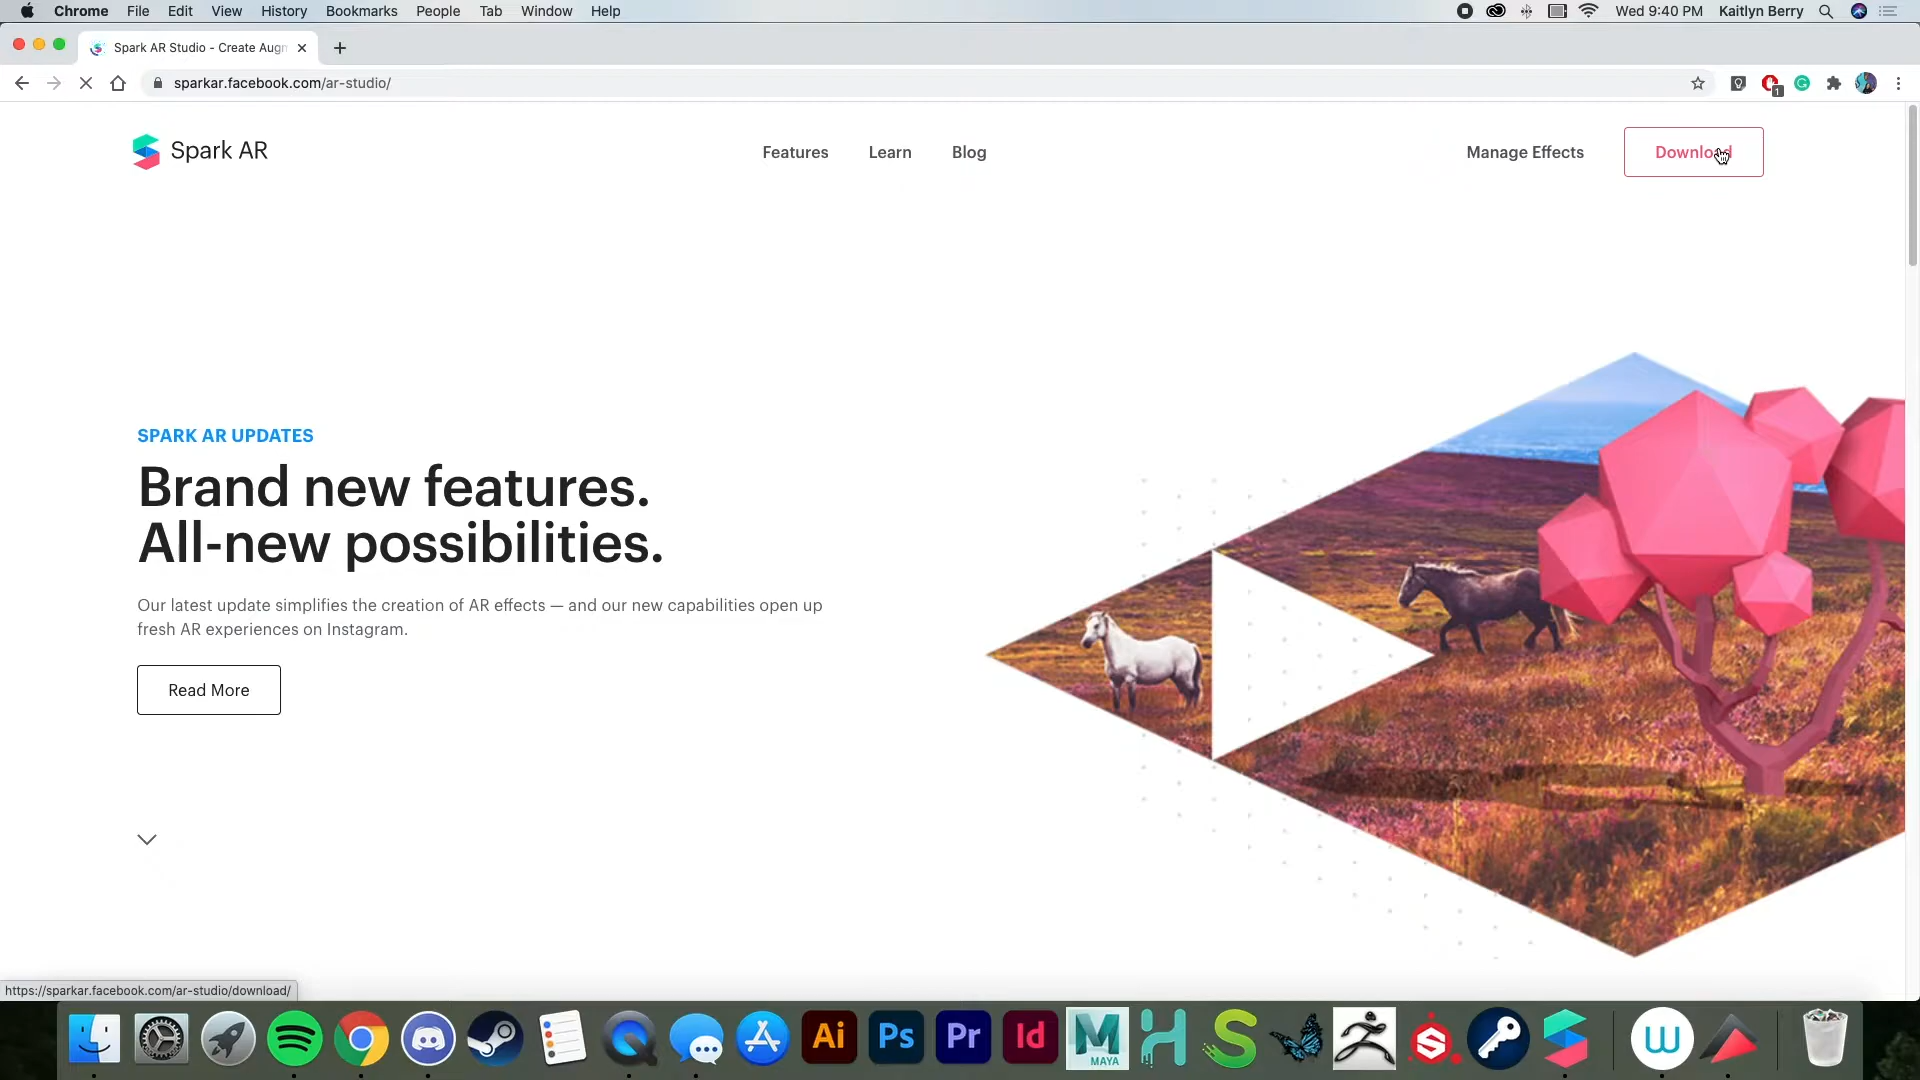 Chrome File Edit View History Bookmarks People Tab Window Help Wed 9:40 PM Kaitlyn Berry
Spark AR Studio - Create Augm
sparkar.facebook.com/ar-studio/
1
Spark AR Features Learn Blog Manage Effects Download
SPARK AR UPDATES
Brand new features.
All-new possibilities.
Our latest update simplifies the creation of AR effects — and our new capabilities open up
fresh AR experiences on Instagram.
Read More
https://sparkar.facebook.com/ar-studio/download/
Ai Ps Pr Id M MAYA